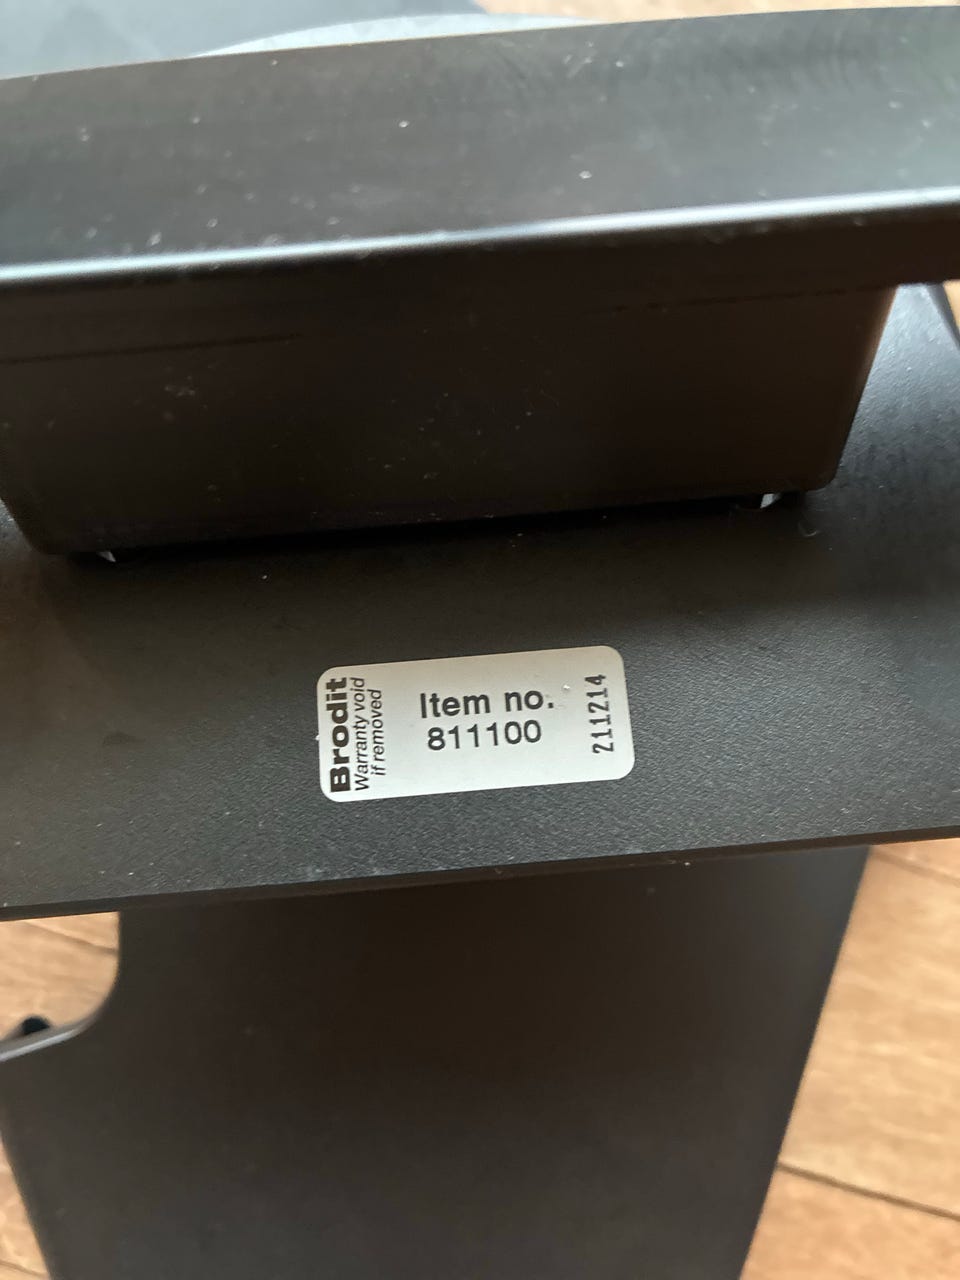 Brodit
Warranty void
if removed
Item no.
811100
211214